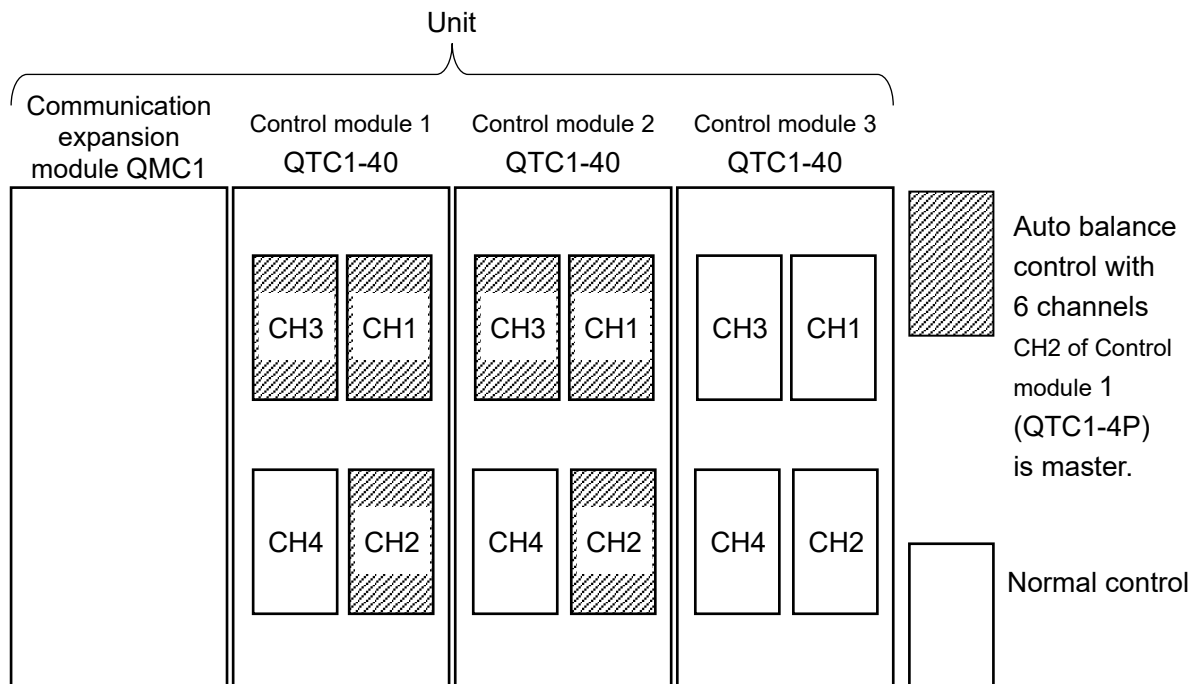 Unit
Communication
expansion
module QMC1
Control module 1
QTC1-40
Control module 2
QTC1-40
Control module 3
QTC1-40
CH3 CH1
CH3 CH1
CH3 CH1
CH4 CH2
CH4 CH2
CH4 CH2
Auto balance
control with
6 channels
CH2 of Control
module 1
(QTC1-4P)
is master.
Normal control